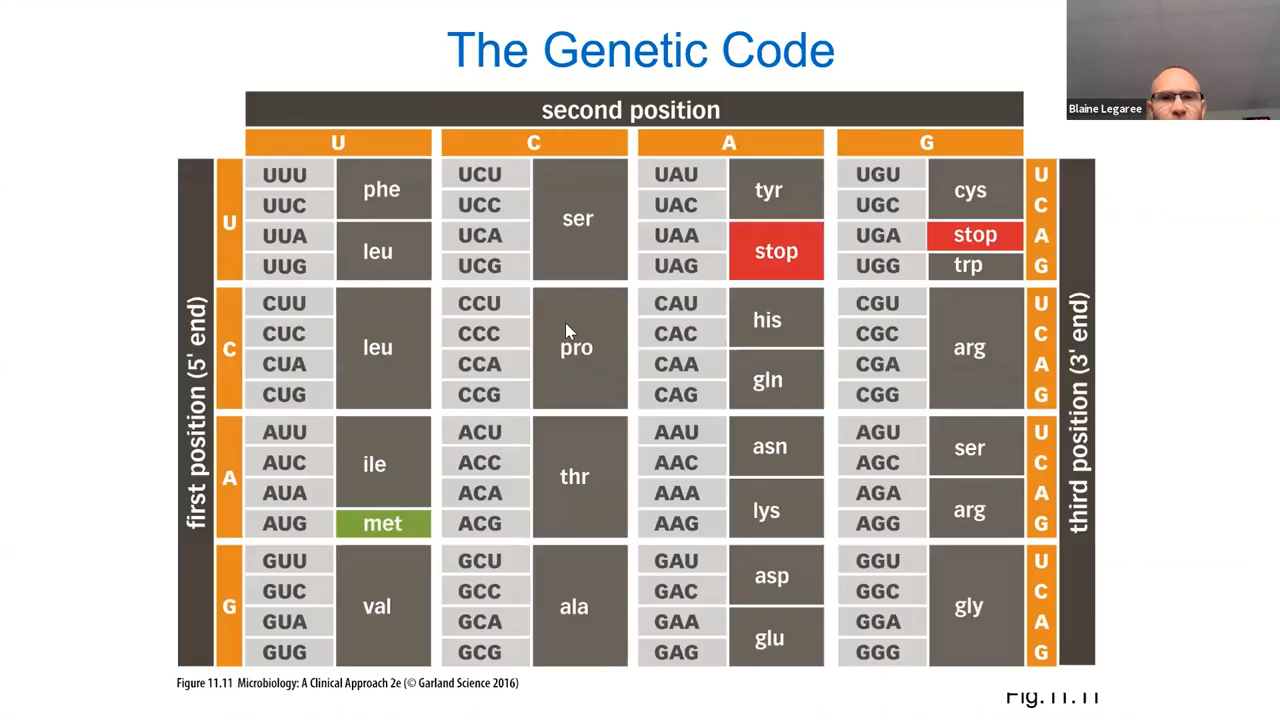 The Genetic Code
Blaine Legaree
second position
U C A G
first position (5' end)
third position (3' end)
U
UUU phe UCU ser UAU tyr UGU cys U
UUC UCC UAC UGC C
UUA leu UCA UAA stop UGA stop A
UUG UCG UAG UGG trp G
C
CUU leu CCU pro CAU his CGU arg U
CUC CCC CAC CGC C
CUA CCA CAA gln CGA A
CUG CCG CAG CGG G
A
AUU ile ACU thr AAU asn AGU ser U
AUC ACC AAC AGC C
AUA ACA AAA lys AGA arg A
AUG met ACG AAG AGG G
G
GUU val GCU ala GAU asp GGU gly U
GUC GCC GAC GGC C
GUA GCA GAA glu GGA A
GUG GCG GAG GGG G
Figure 11.11 Microbiology: A Clinical Approach 2e (© Garland Science 2016)
Fig.11.11